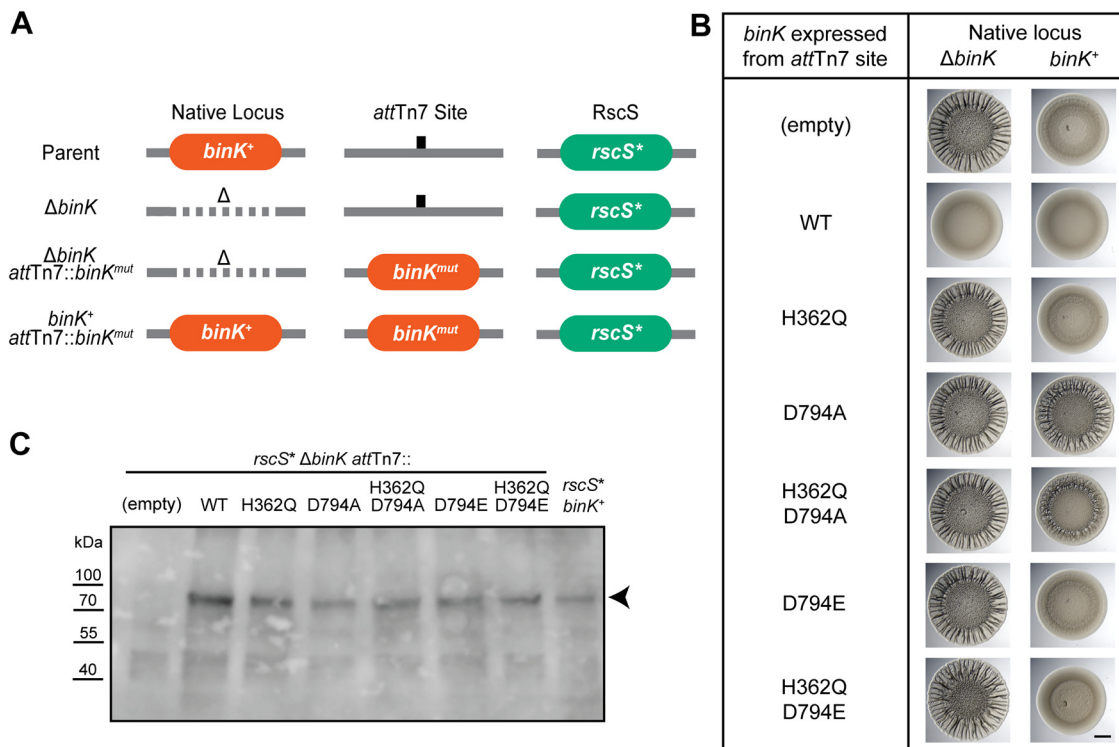 A
Native Locus
attTn7 Site
RscS
Parent
binK+
rscS*
ΔbinK
Δ
rscS*
ΔbinK
attTn7::binKmut
Δ
binKmut
rscS*
binK+
attTn7::binKmut
binK+
binKmut
rscS*
B
binK expressed
from attTn7 site
Native locus
ΔbinK
binK+
(empty)
WT
H362Q
D794A
H362Q
D794A
D794E
H362Q
D794E
C
rscS* ΔbinK attTn7::
(empty)
WT
H362Q
D794A
H362Q
D794A
D794E
H362Q
D794E
rscS*
binK+
kDa
100
70
55
40